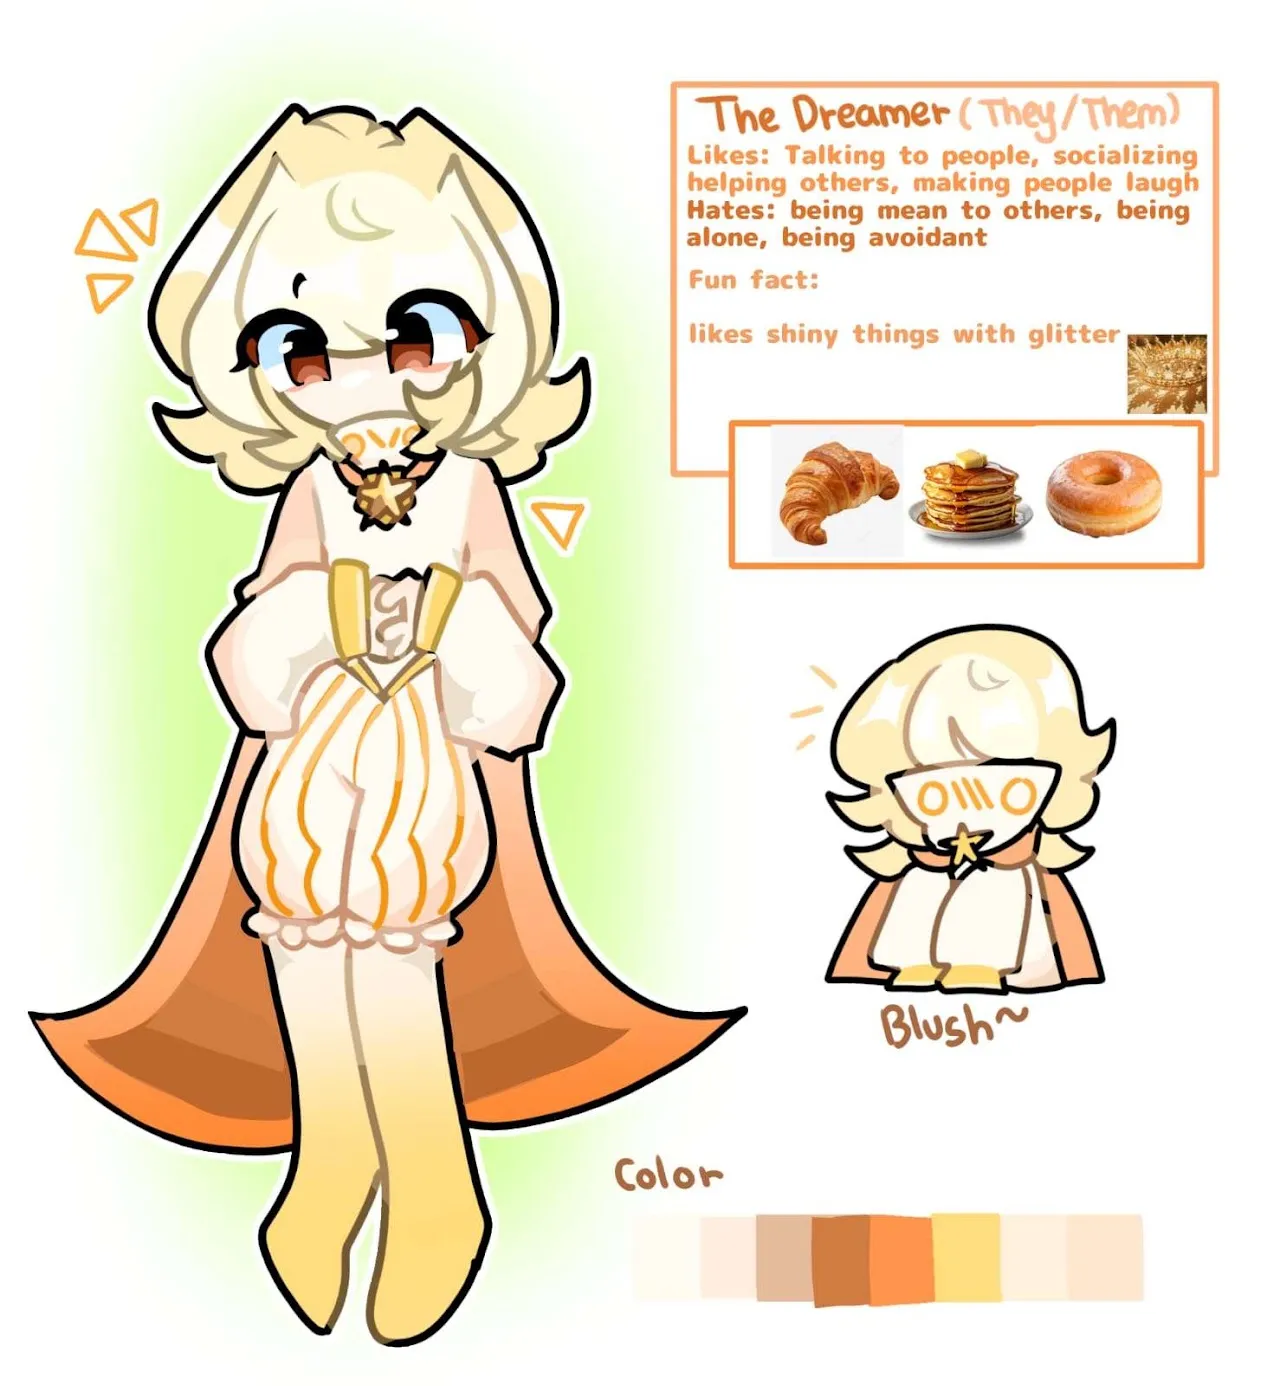 The Dreamer (They/Them)
Likes: Talking to people, socializing
helping others, making people laugh
Hates: being mean to others, being
alone, being avoidant
Fun fact:
likes shiny things with glitter
Blush~
Color